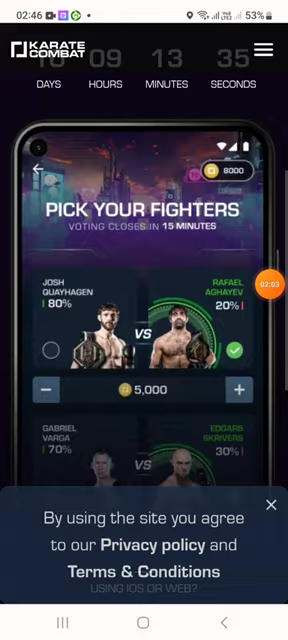 02:46
53%
KARATE
COMBAT
10 09 13 35
DAYS HOURS MINUTES SECONDS
8000
PICK YOUR FIGHTERS
VOTING CLOSES IN 15 MINUTES
JOSH
QUAYHAGEN
80%
RAFAEL
AGHAYEV
20%
VS
5,000
02:03
GABRIEL
VARGA
70%
EDGARS
SKRIVERS
30%
VS
By using the site you agree
to our Privacy policy and
Terms & Conditions
USING IOS OR WEB?